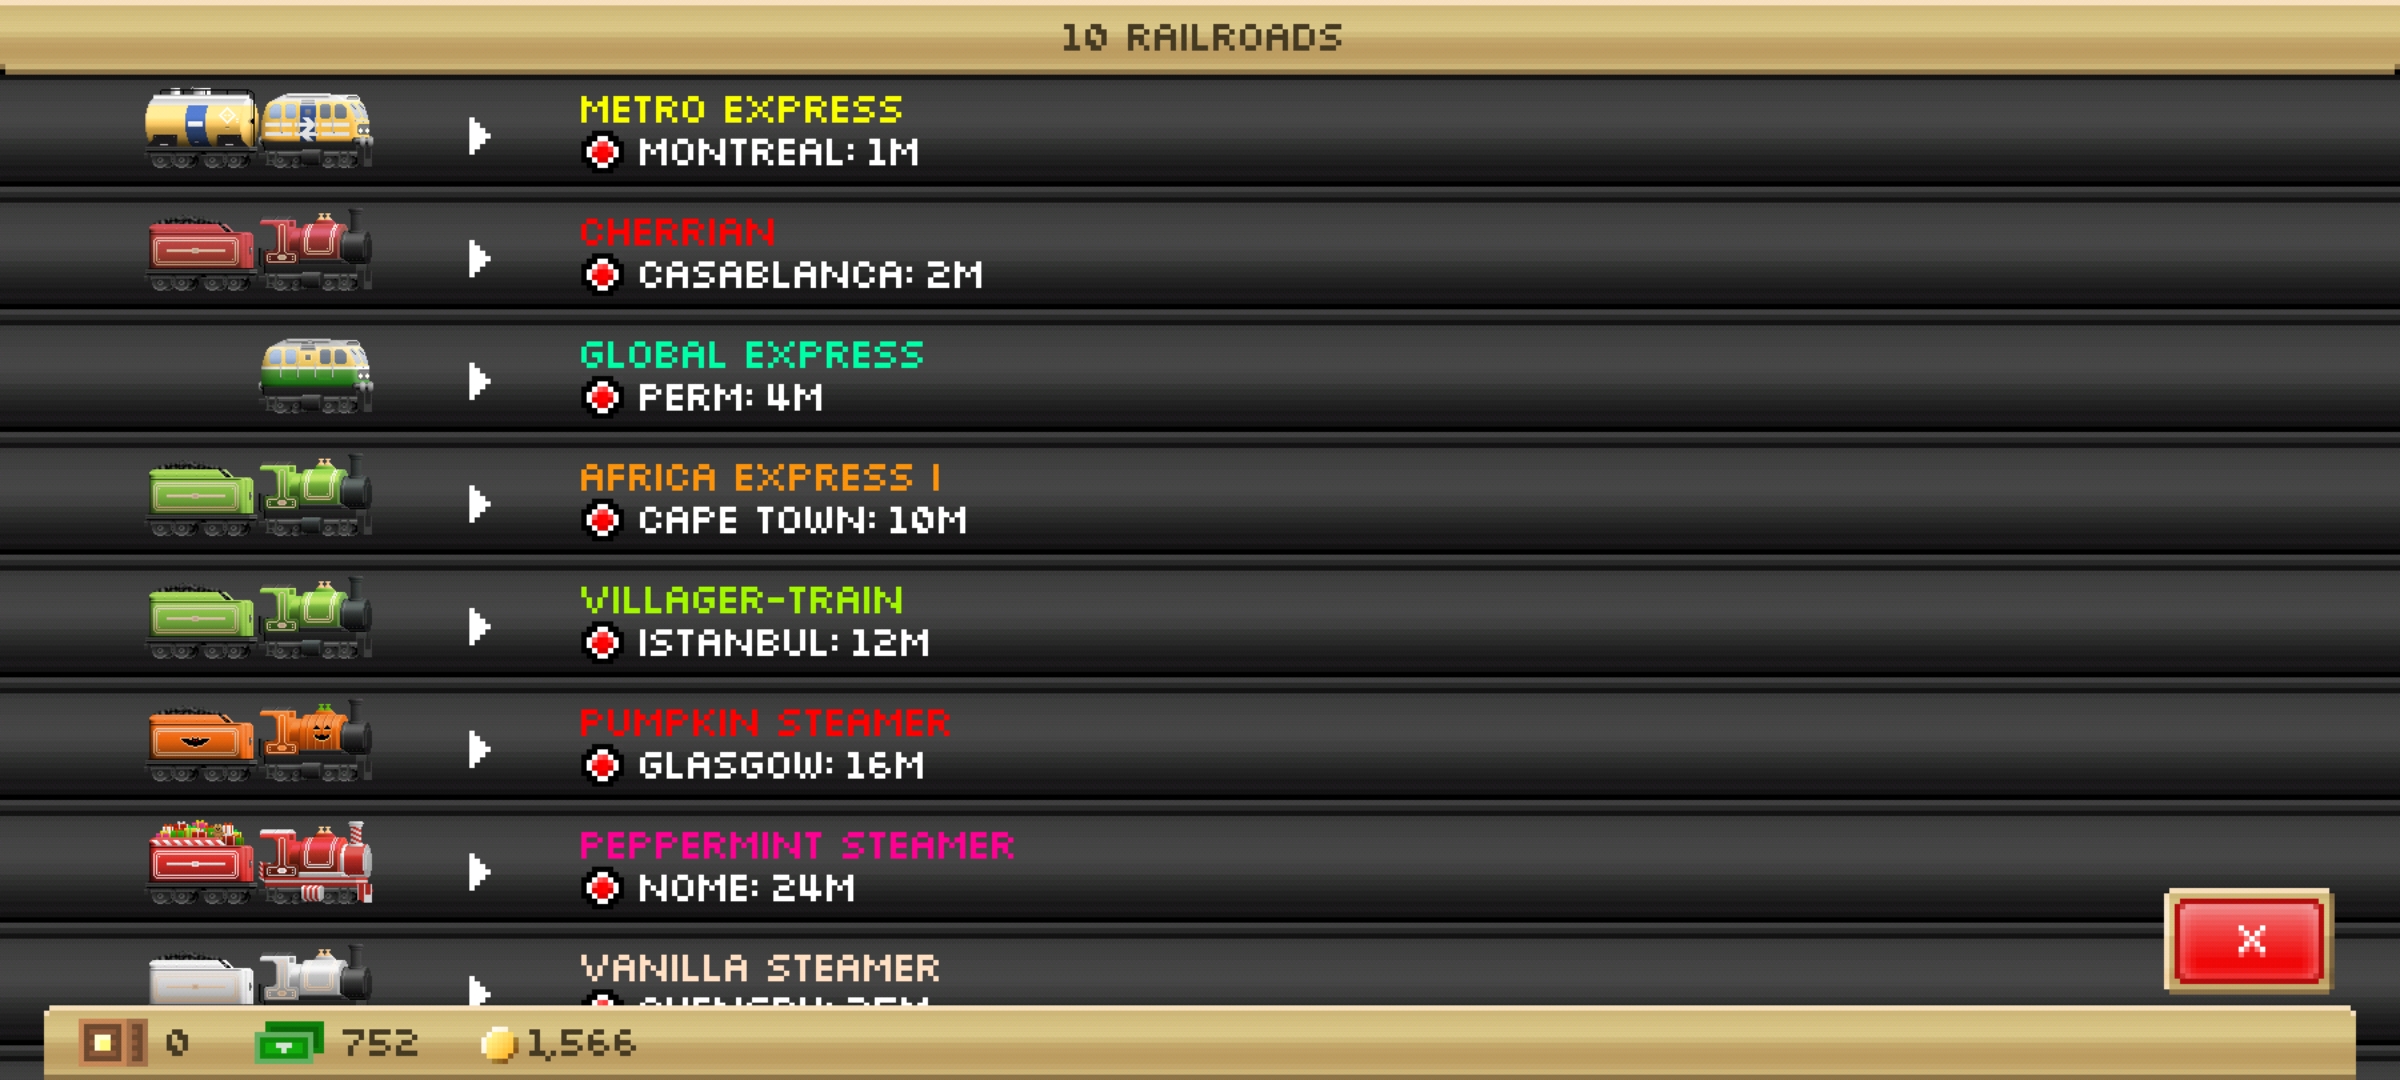 10 RAILROADS
METRO EXPRESS
MONTREAL: 1M
CHERRIAN
CASABLANCA: 2M
GLOBAL EXPRESS
PERM: 4M
AFRICA EXPRESS I
CAPE TOWN: 10M
VILLAGER-TRAIN
ISTANBUL: 12M
PUMPKIN STEAMER
GLASGOW: 16M
PEPPERMINT STEAMER
NOME: 24M
VANILLA STEAMER
X
0 752 1,566